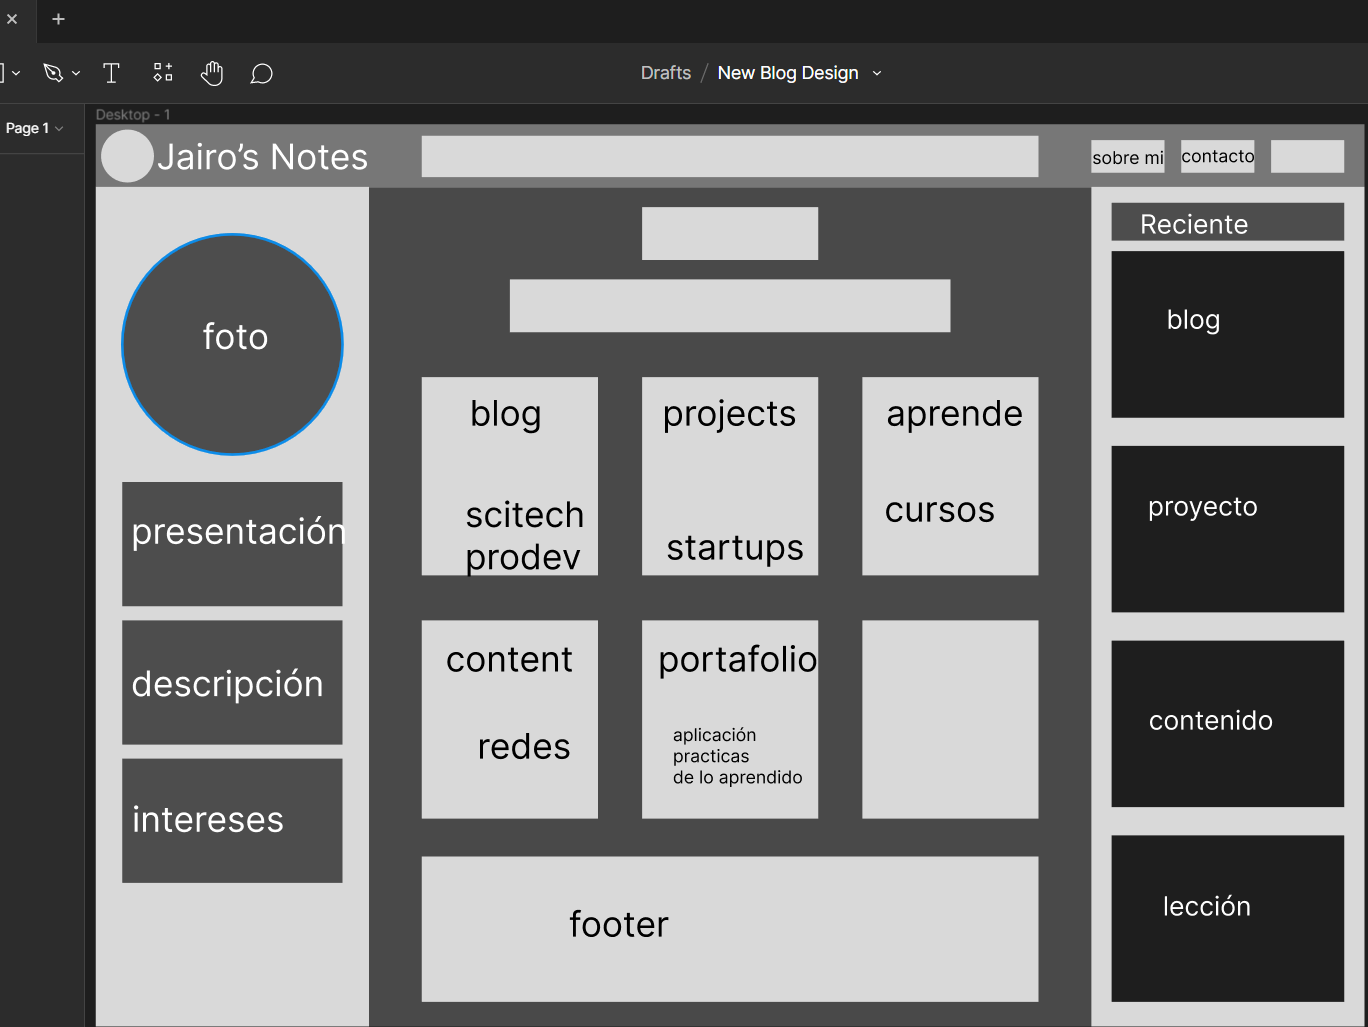 Drafts / New Blog Design
Page 1
Desktop - 1
Jairo’s Notes
sobre mi
contacto
foto
presentación
descripción
intereses
blog
scitech
prodev
projects
startups
aprende
cursos
content
redes
portafolio
aplicación
practicas
de lo aprendido
footer
Reciente
blog
proyecto
contenido
lección